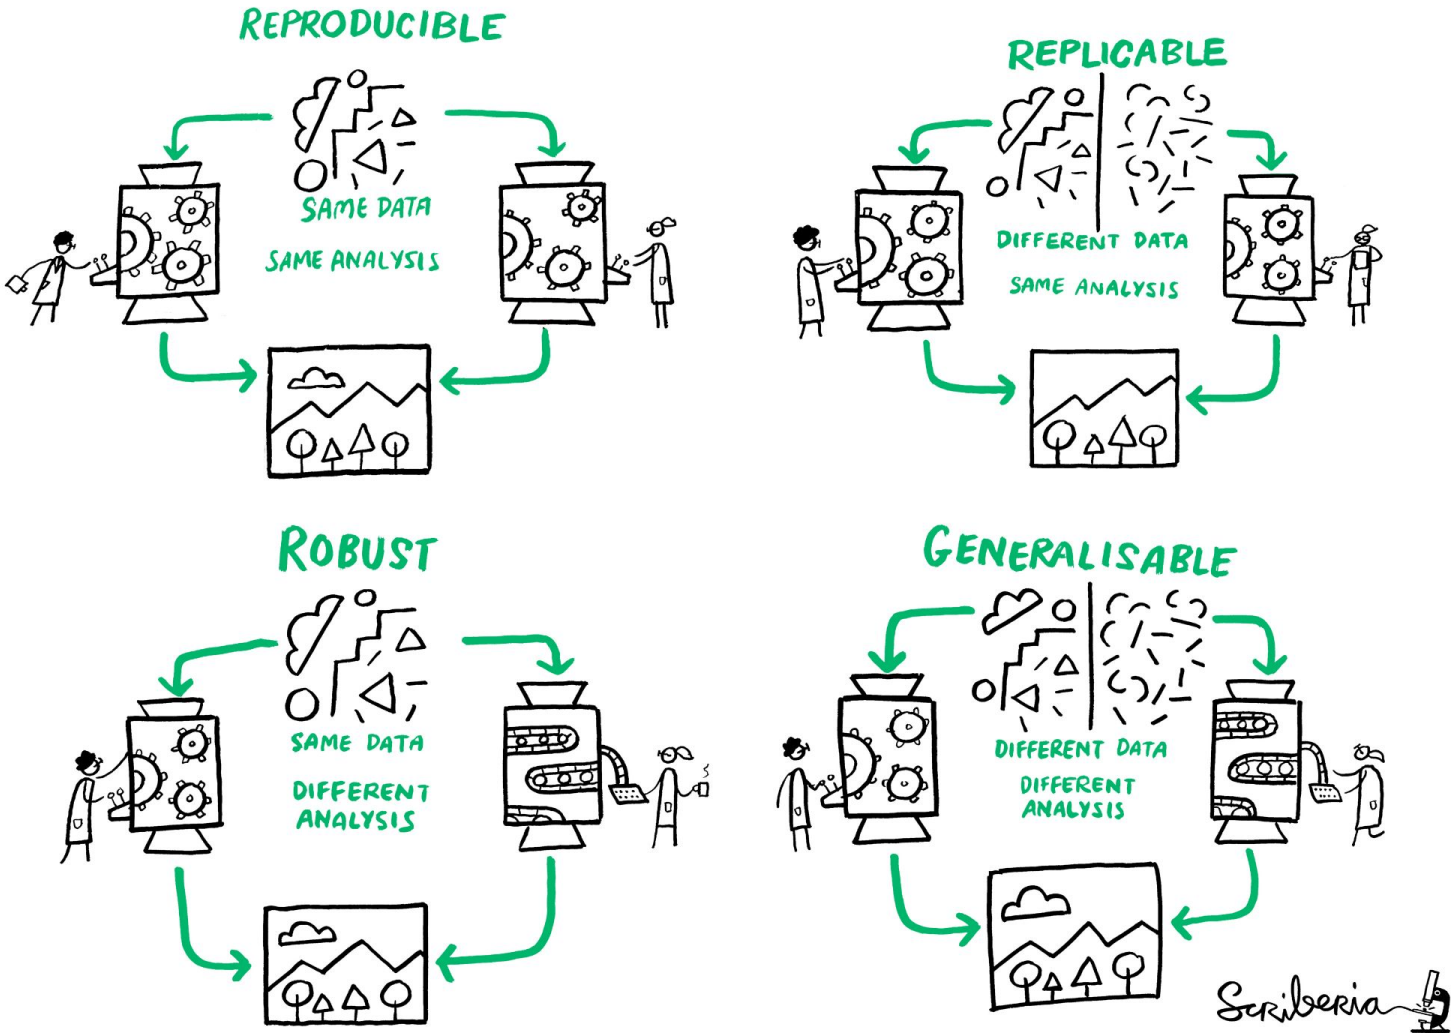 REPRODUCIBLE
SAME DATA
SAME ANALYSIS
REPLICABLE
DIFFERENT DATA
SAME ANALYSIS
ROBUST
SAME DATA
DIFFERENT
ANALYSIS
GENERALISABLE
DIFFERENT DATA
DIFFERENT
ANALYSIS
Scriberia